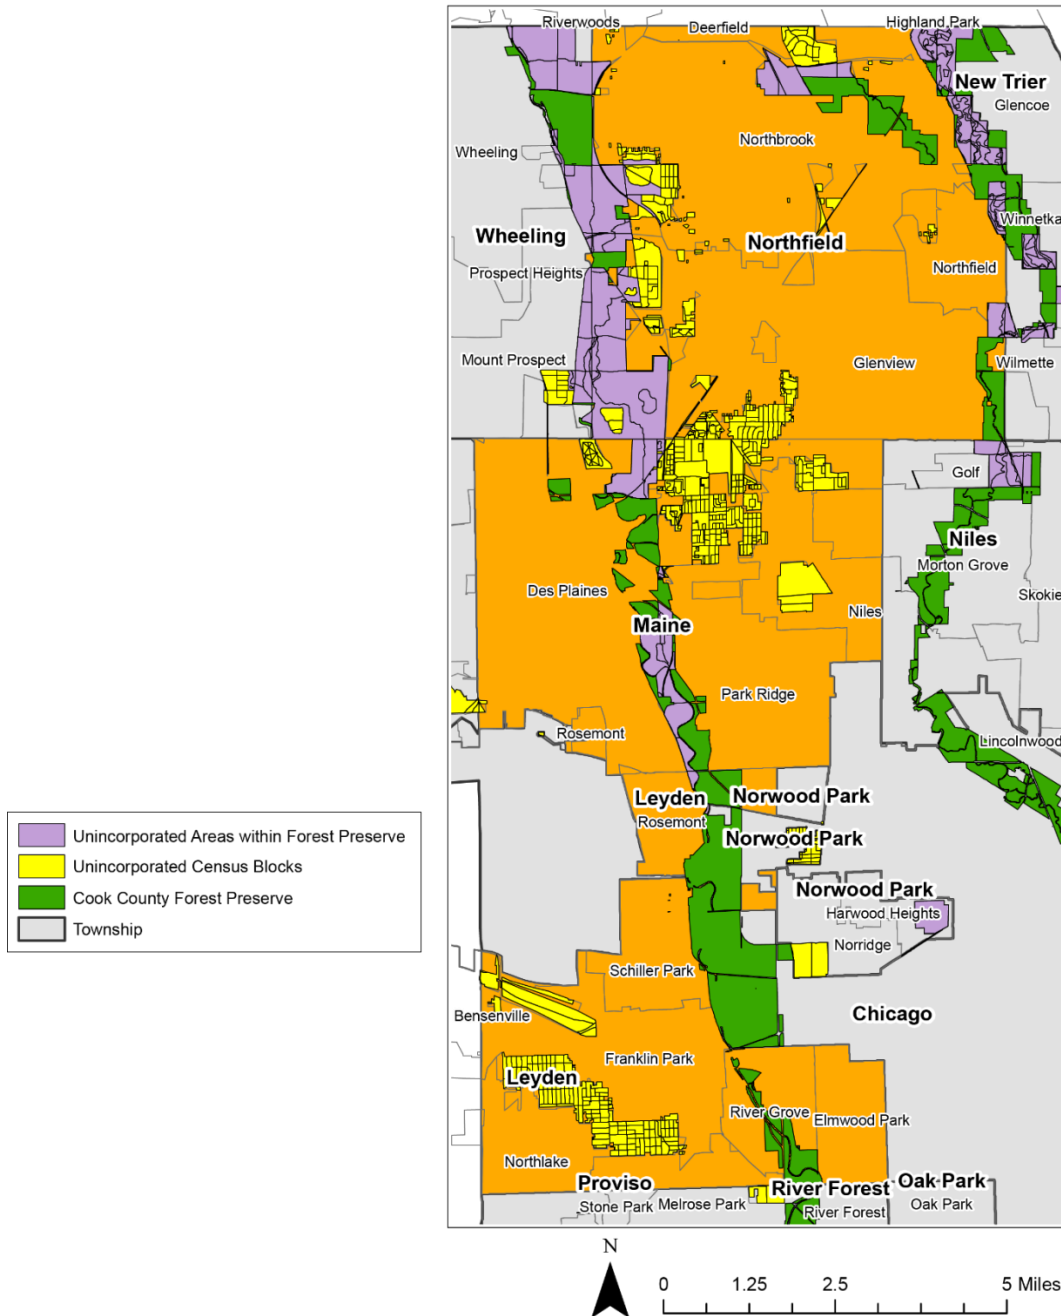 Riverwoods
Deerfield
Highland Park
New Trier
Glencoe
Northbrook
Wheeling
Winnetka
Wheeling
Northfield
Northfield
Prospect Heights
Mount Prospect
Glenview
Wilmette
Golf
Niles
Morton Grove
Skokie
Des Plaines
Niles
Maine
Park Ridge
Rosemont
Lincolnwood
Leyden
Norwood Park
Rosemont
Norwood Park
Norwood Park
Harwood Heights
Norridge
Schiller Park
Bensenville
Chicago
Franklin Park
Leyden
River Grove
Elmwood Park
Northlake
Proviso
River Forest
Oak Park
Stone Park
Melrose Park
River Forest
Oak Park
Unincorporated Areas within Forest Preserve
Unincorporated Census Blocks
Cook County Forest Preserve
Township
N
0 1.25 2.5 5 Miles